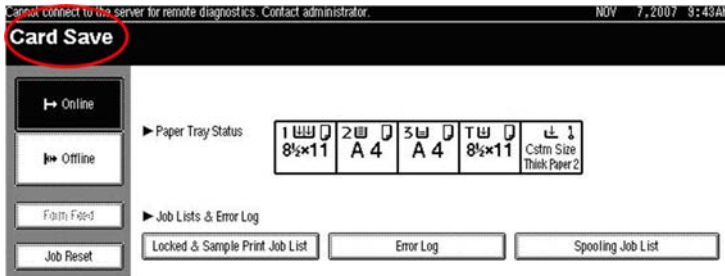 Cannot connect to the server for remote diagnostics. Contact administrator. NOV 7,2007 9:43AM
Card Save
Online
Offline
Form Feed
Job Reset
►Paper Tray Status
1 8½×11
2 A 4
3 A 4
T 8½×11
Cstm Size
Thick Paper 2
►Job Lists & Error Log
Locked & Sample Print Job List Error Log Spooling Job List